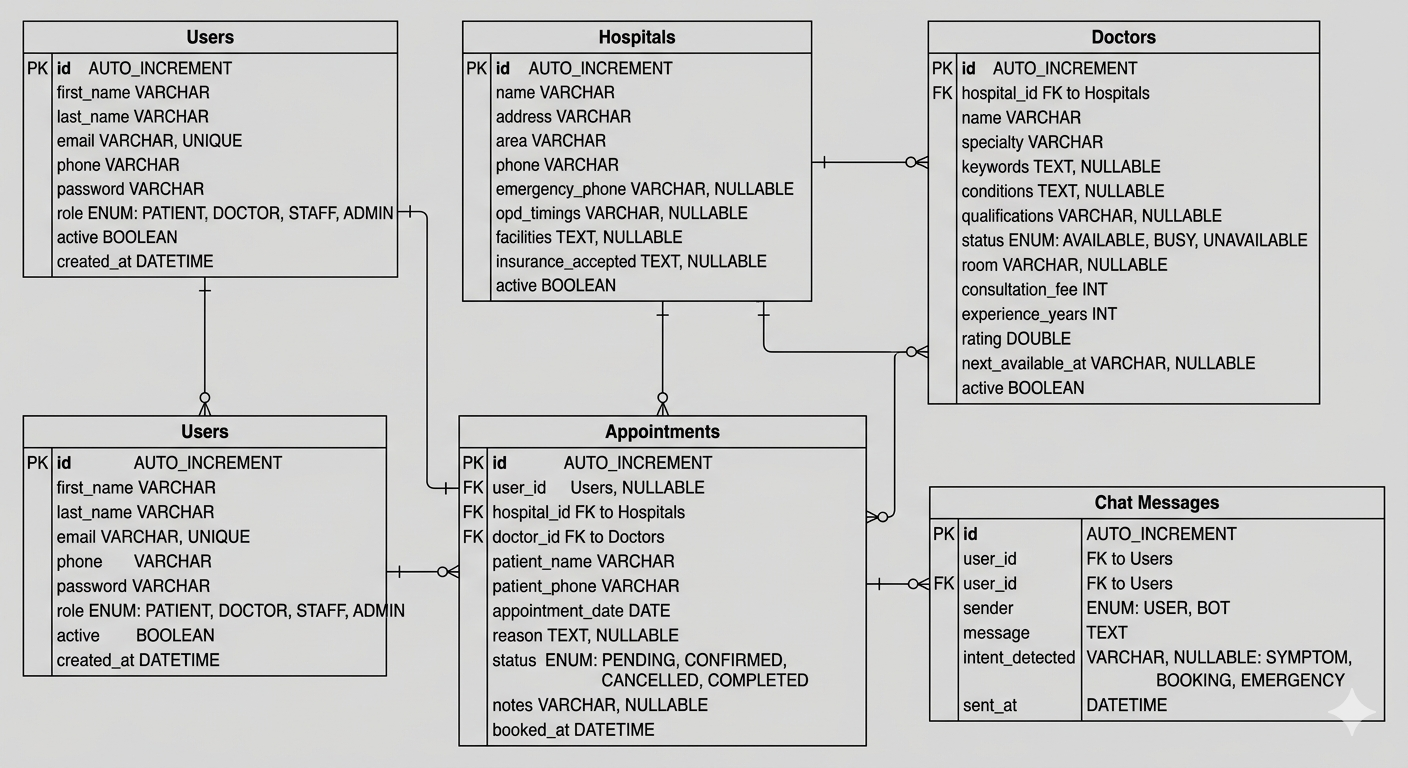 Users
PK id AUTO_INCREMENT
first_name VARCHAR
last_name VARCHAR
email VARCHAR, UNIQUE
phone VARCHAR
password VARCHAR
role ENUM: PATIENT, DOCTOR, STAFF, ADMIN
active BOOLEAN
created_at DATETIME
Hospitals
PK id AUTO_INCREMENT
name VARCHAR
address VARCHAR
area VARCHAR
phone VARCHAR
emergency_phone VARCHAR, NULLABLE
opd_timings VARCHAR, NULLABLE
facilities TEXT, NULLABLE
insurance_accepted TEXT, NULLABLE
active BOOLEAN
Doctors
PK id AUTO_INCREMENT
FK hospital_id FK to Hospitals
name VARCHAR
specialty VARCHAR
keywords TEXT, NULLABLE
conditions TEXT, NULLABLE
qualifications VARCHAR, NULLABLE
status ENUM: AVAILABLE, BUSY, UNAVAILABLE
room VARCHAR, NULLABLE
consultation_fee INT
experience_years INT
rating DOUBLE
next_available_at VARCHAR, NULLABLE
active BOOLEAN
Users
PK id AUTO_INCREMENT
first_name VARCHAR
last_name VARCHAR
email VARCHAR, UNIQUE
phone VARCHAR
password VARCHAR
role ENUM: PATIENT, DOCTOR, STAFF, ADMIN
active BOOLEAN
created_at DATETIME
Appointments
PK id AUTO_INCREMENT
FK user_id Users, NULLABLE
FK hospital_id FK to Hospitals
FK doctor_id FK to Doctors
patient_name VARCHAR
patient_phone VARCHAR
appointment_date DATE
reason TEXT, NULLABLE
status ENUM: PENDING, CONFIRMED,
CANCELLED, COMPLETED
notes VARCHAR, NULLABLE
booked_at DATETIME
Chat Messages
PK id AUTO_INCREMENT
user_id FK to Users
FK user_id FK to Users
sender ENUM: USER, BOT
message TEXT
intent_detected VARCHAR, NULLABLE: SYMPTOM,
BOOKING, EMERGENCY
sent_at DATETIME